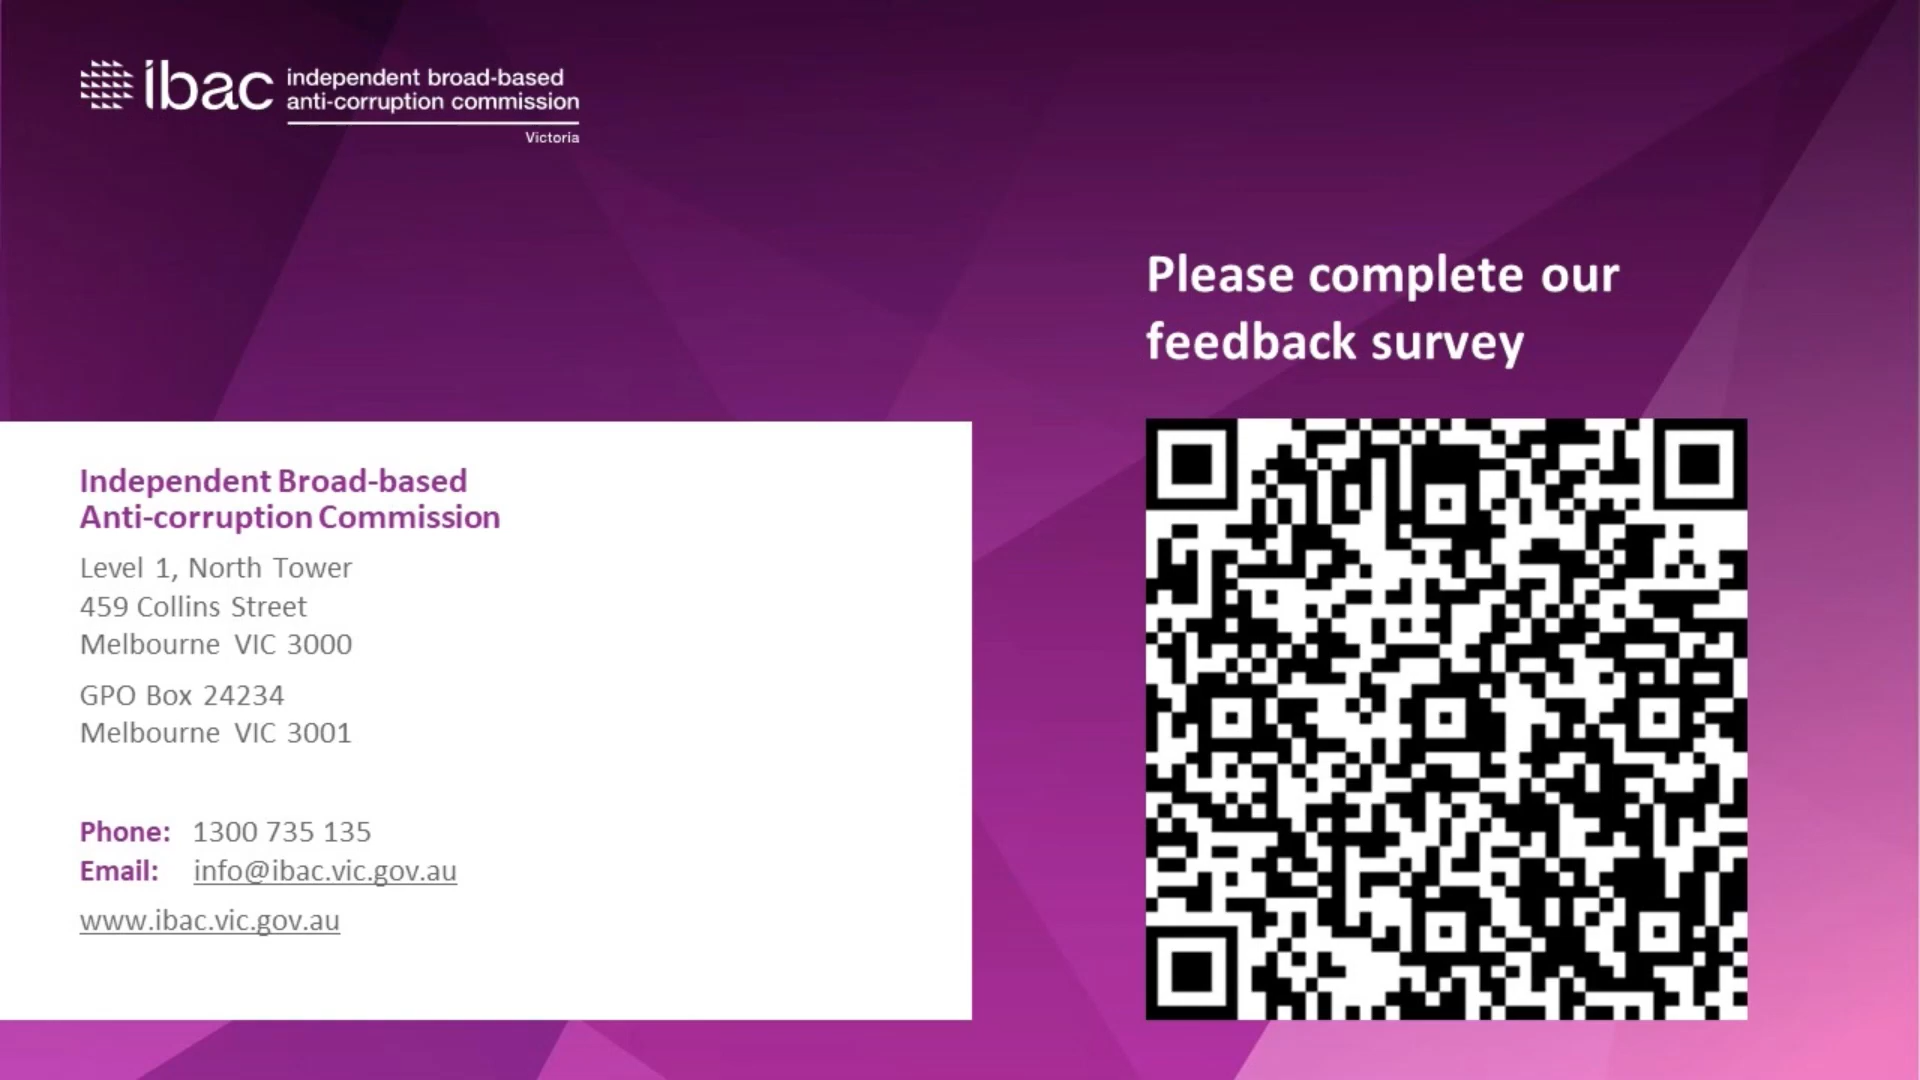 ibac
independent broad-based
anti-corruption commission
Victoria
Please complete our
feedback survey
Independent Broad-based
Anti-corruption Commission
Level 1, North Tower
459 Collins Street
Melbourne VIC 3000
GPO Box 24234
Melbourne VIC 3001
Phone: 1300 735 135
Email: info@ibac.vic.gov.au
www.ibac.vic.gov.au